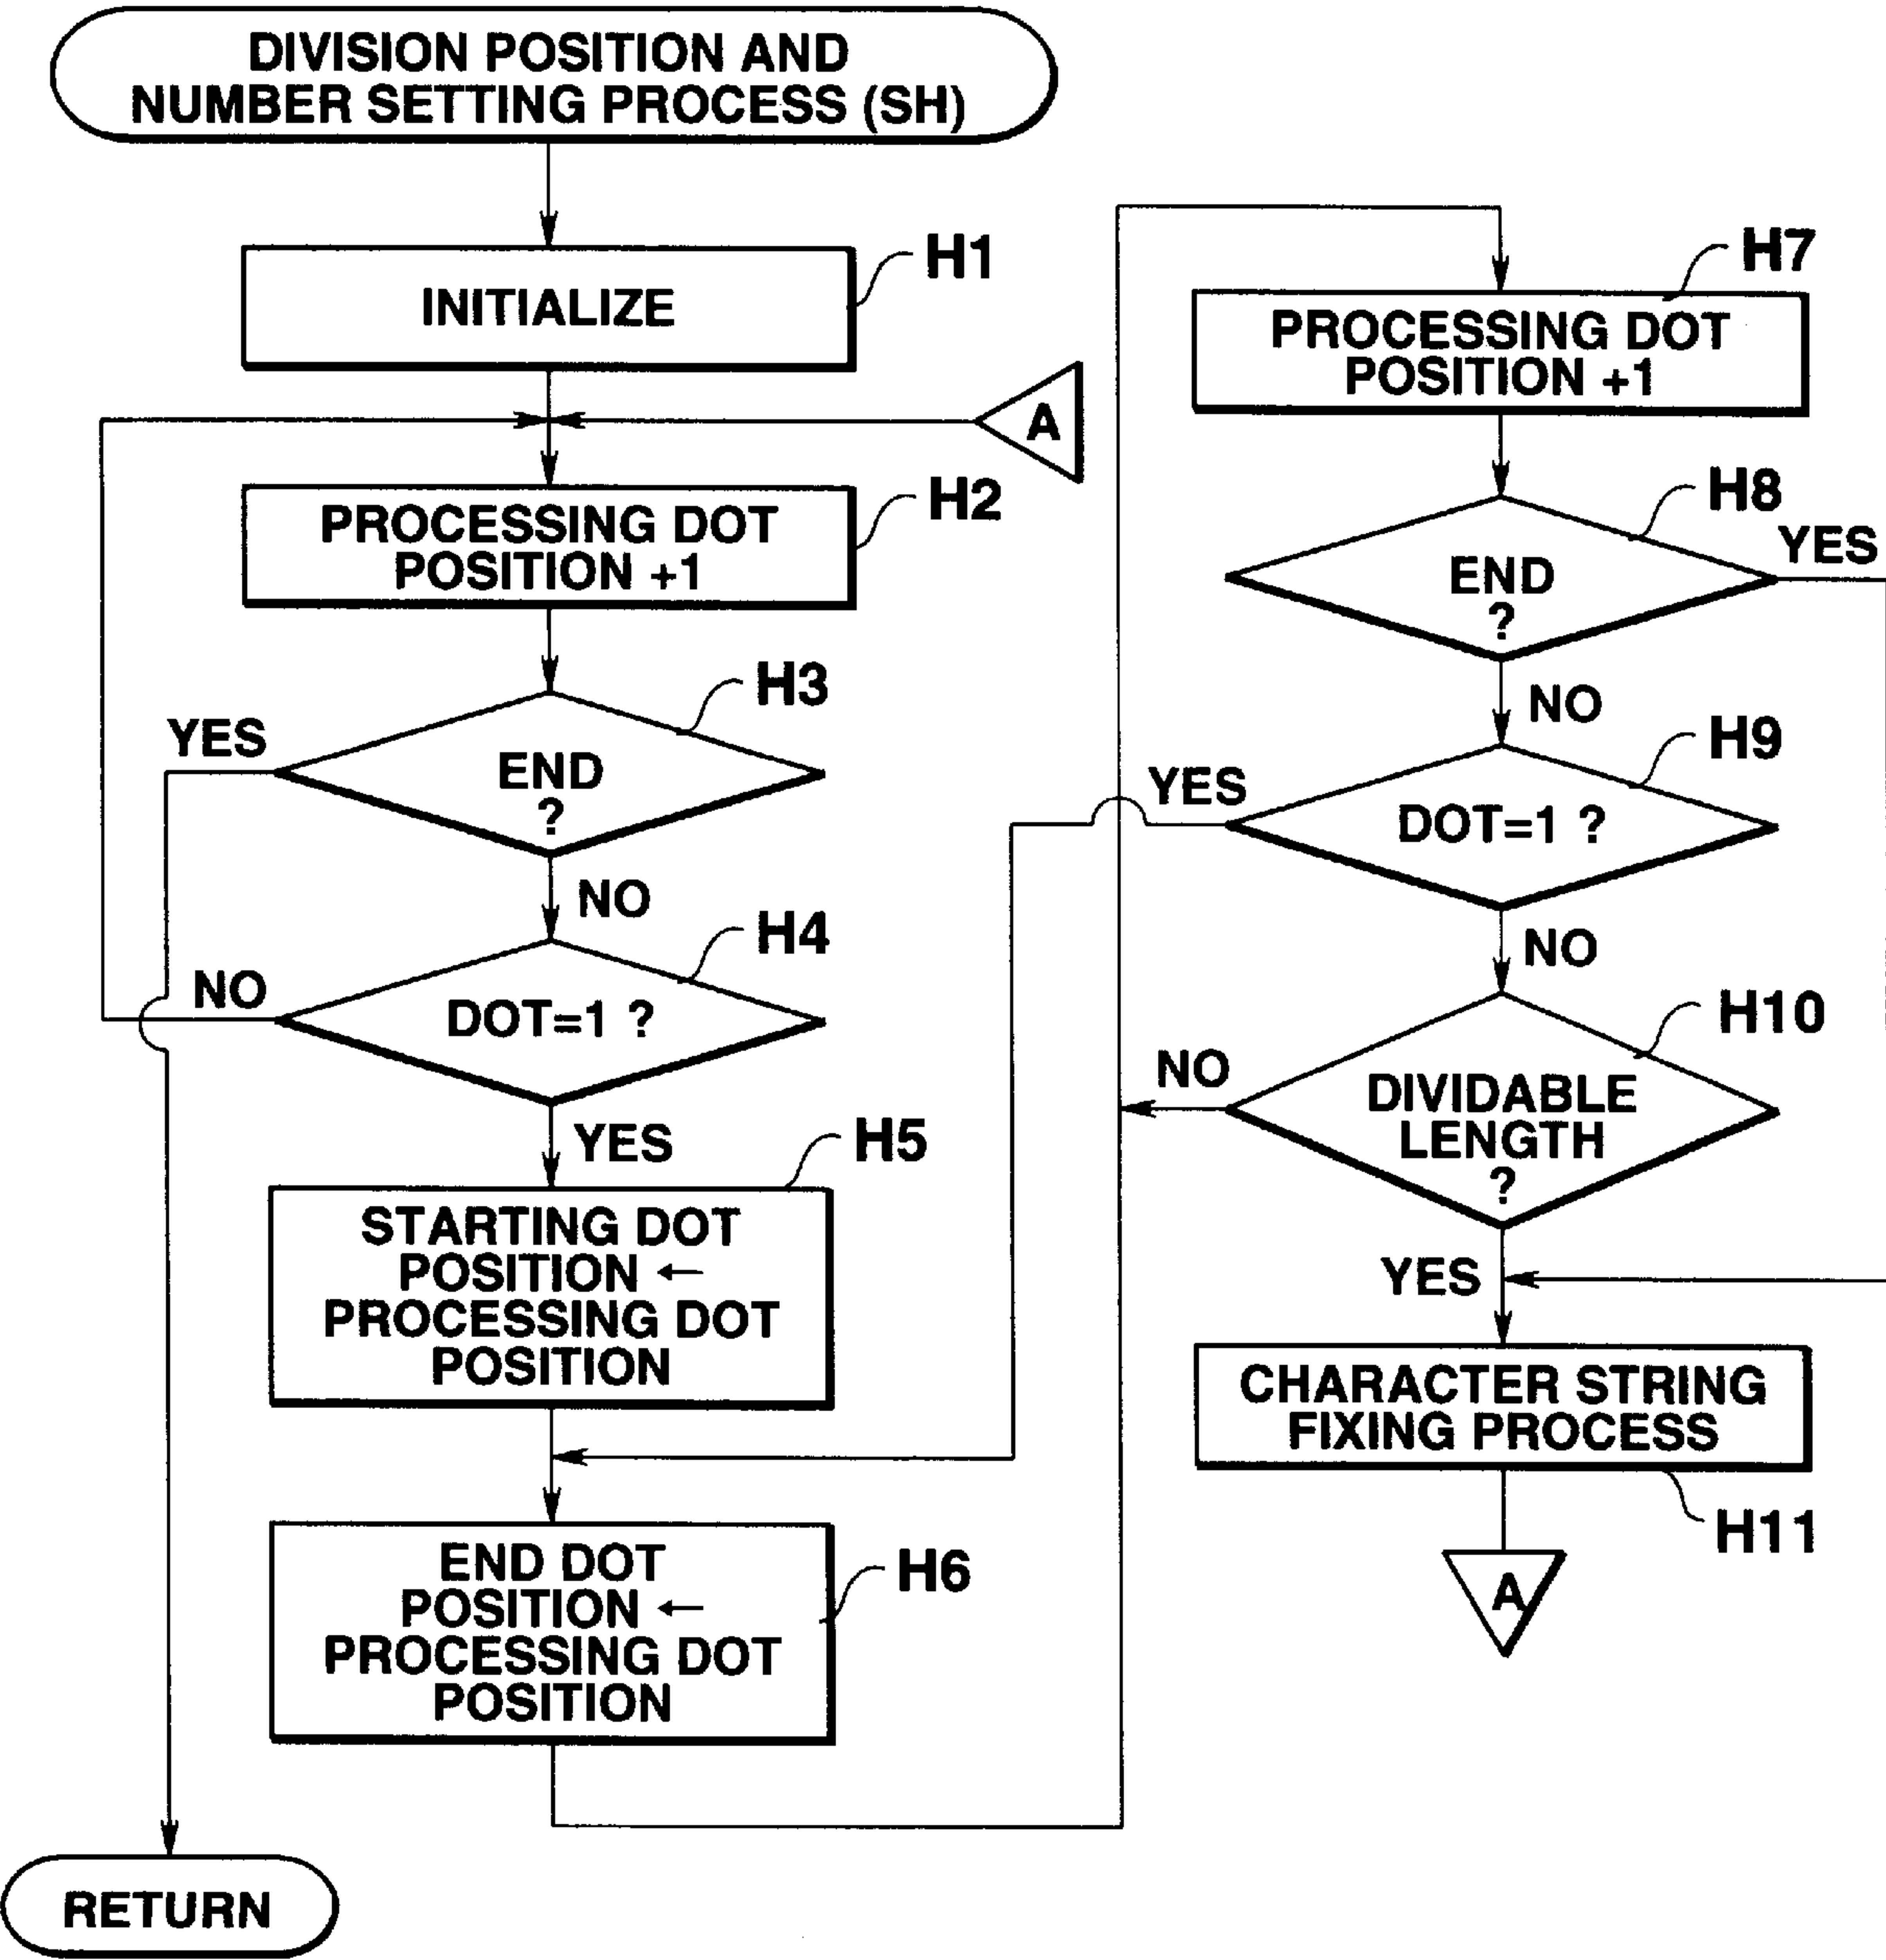 DIVISION POSITION AND
NUMBER SETTING PROCESS (SH)
H1
INITIALIZE
A
H2
PROCESSING DOT
POSITION +1
H3
YES
END
?
NO
H4
NO
DOT=1 ?
YES
H5
STARTING DOT
POSITION ←
PROCESSING DOT
POSITION
H6
END DOT
POSITION ←
PROCESSING DOT
POSITION
RETURN
H7
PROCESSING DOT
POSITION +1
H8
YES
END
?
NO
H9
YES
DOT=1 ?
NO
H10
NO
DIVIDABLE
LENGTH
?
YES
CHARACTER STRING
FIXING PROCESS
H11
A